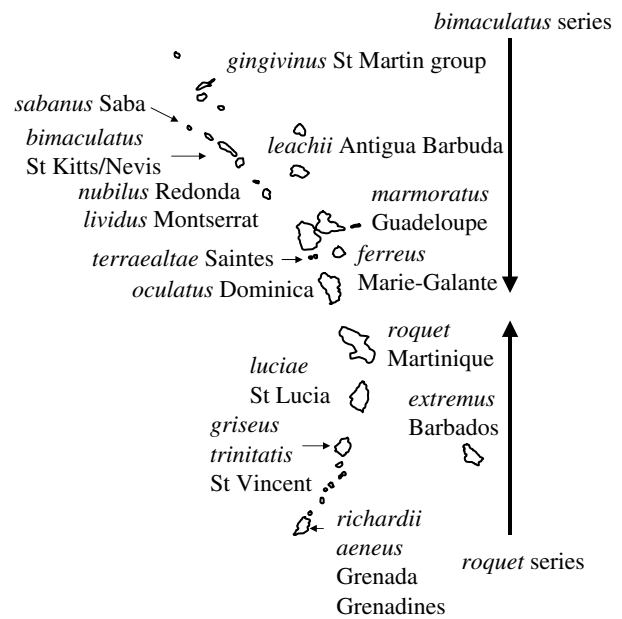 bimaculatus series
gingivinus St Martin group
sabanus Saba
bimaculatus
St Kitts/Nevis
leachii Antigua Barbuda
nubilus Redonda
lividus Montserrat
marmoratus
Guadeloupe
terraealtae Saintes
ferreus
Marie-Galante
oculatus Dominica
roquet
Martinique
luciae
St Lucia
extremus
Barbados
griseus
trinitatis
St Vincent
richardii
aeneus
Grenada
Grenadines
roquet series